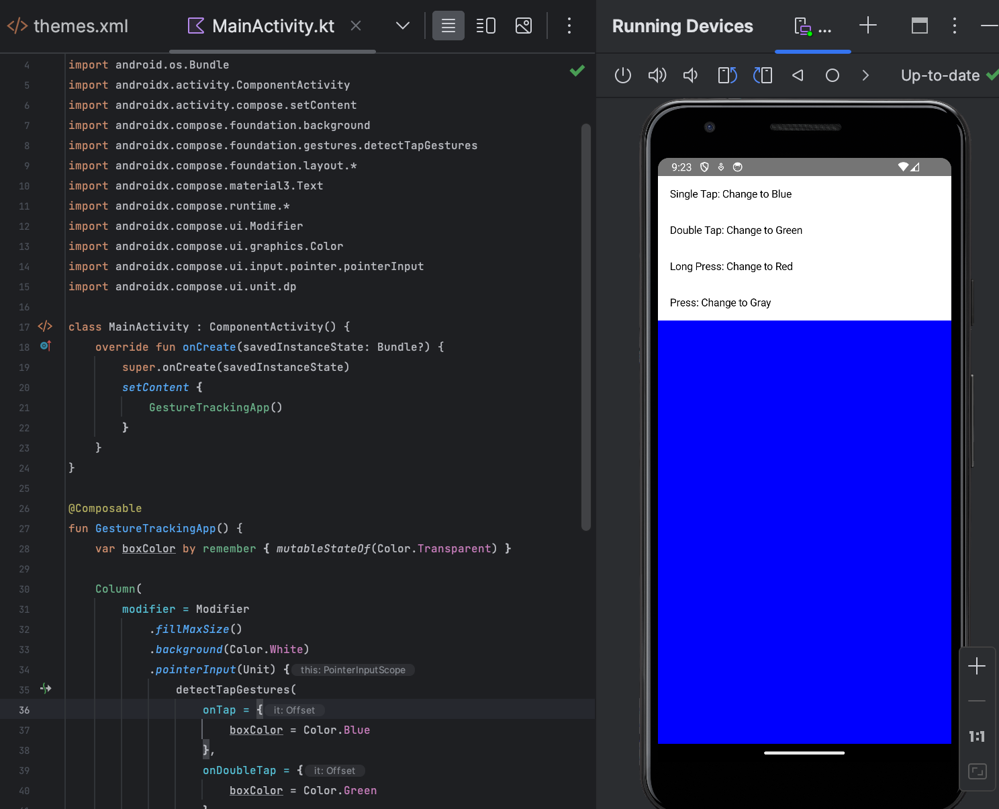 </> themes.xml
MainActivity.kt
4 import android.os.Bundle
5 import androidx.activity.ComponentActivity
6 import androidx.activity.compose.setContent
7 import androidx.compose.foundation.background
8 import androidx.compose.foundation.gestures.detectTapGestures
9 import androidx.compose.foundation.layout.*
10 import androidx.compose.material3.Text
11 import androidx.compose.runtime.*
12 import androidx.compose.ui.Modifier
13 import androidx.compose.ui.graphics.Color
14 import androidx.compose.ui.input.pointer.pointerInput
15 import androidx.compose.ui.unit.dp
16
17 </> class MainActivity : ComponentActivity() {
18 override fun onCreate(savedInstanceState: Bundle?) {
19 super.onCreate(savedInstanceState)
20 setContent {
21 GestureTrackingApp()
22 }
23 }
24 }
25
26 @Composable
27 fun GestureTrackingApp() {
28 var boxColor by remember { mutableStateOf(Color.Transparent) }
29
30 Column(
31 modifier = Modifier
32 .fillMaxSize()
33 .background(Color.White)
34 .pointerInput(Unit) { this: PointerInputScope
35 detectTapGestures(
36 onTap = { it: Offset
37 boxColor = Color.Blue
38 },
39 onDoubleTap = { it: Offset
40 boxColor = Color.Green
Running Devices ...
Up-to-date
9:23
Single Tap: Change to Blue
Double Tap: Change to Green
Long Press: Change to Red
Press: Change to Gray
1:1